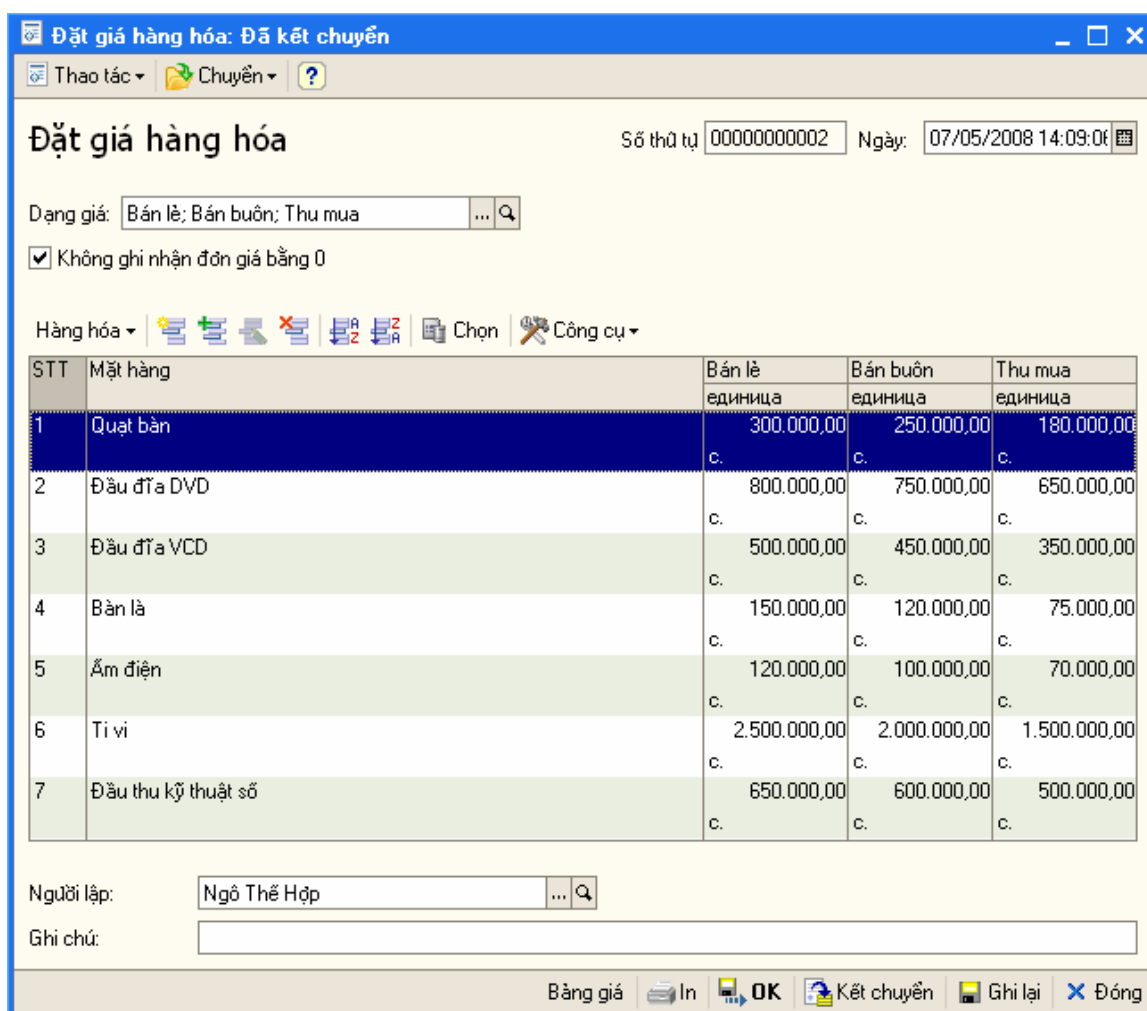 Đặt giá hàng hóa: Đã kết chuyển
Thao tác Chuyển ?
Đặt giá hàng hóa Số thứ tự 00000000002 Ngày: 07/05/2008 14:09:06
Dạng giá: Bán lẻ; Bán buôn; Thu mua ...
Không ghi nhận đơn giá bằng 0
Hàng hóa Chọn Công cụ
STT Mặt hàng Bán lẻ Bán buôn Thu mua
единица единица единица
1 Quạt bàn 300.000,00 250.000,00 180.000,00
c. c. c.
2 Đầu đĩa DVD 800.000,00 750.000,00 650.000,00
c. c. c.
3 Đầu đĩa VCD 500.000,00 450.000,00 350.000,00
c. c. c.
4 Bàn là 150.000,00 120.000,00 75.000,00
c. c. c.
5 Ấm điện 120.000,00 100.000,00 70.000,00
c. c. c.
6 Ti vi 2.500.000,00 2.000.000,00 1.500.000,00
c. c. c.
7 Đầu thu kỹ thuật số 650.000,00 600.000,00 500.000,00
c. c. c.
Người lập: Ngô Thế Hợp ...
Ghi chú:
Bảng giá In OK Kết chuyển Ghi lại Đóng